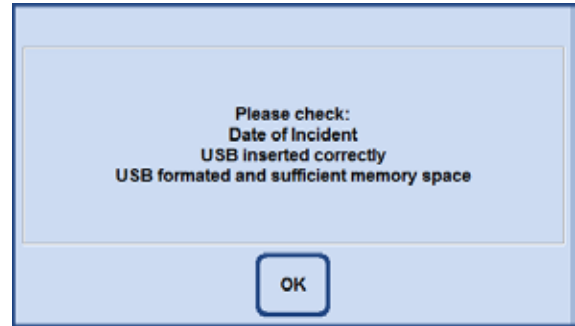 Please check:
Date of Incident
USB inserted correctly
USB formated and sufficient memory space
OK